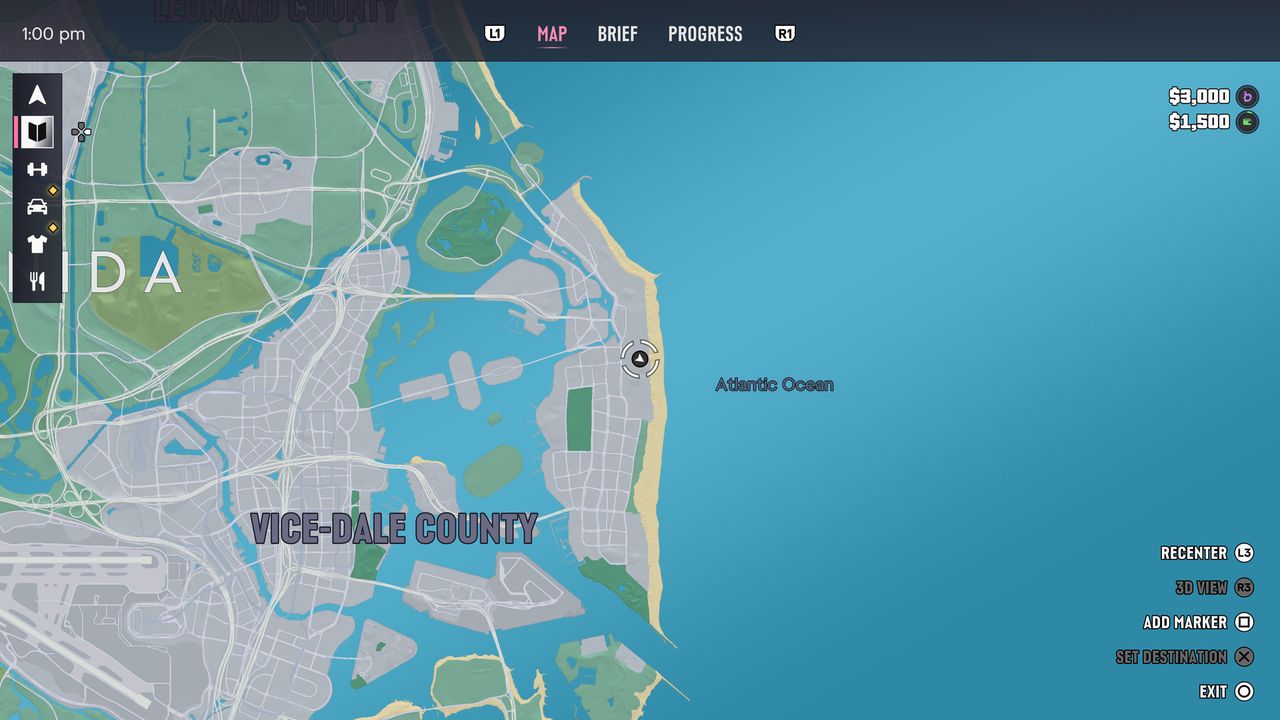 LEONARD COUNTY
1:00 pm
L1
MAP
BRIEF
PROGRESS
R1
$3,000
b
$1,500
IDA
Atlantic Ocean
VICE-DALE COUNTY
RECENTER L3
3D VIEW R3
ADD MARKER
SET DESTINATION
EXIT